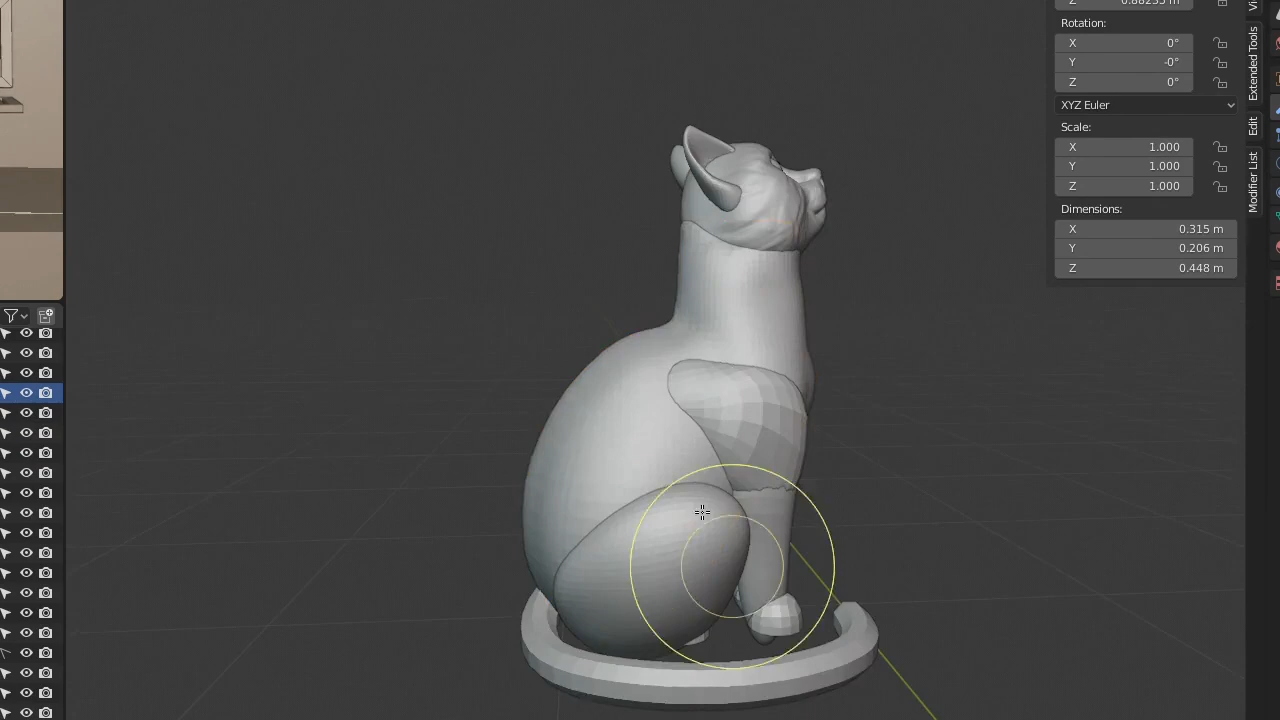 Rotation:
X 0°
Y -0°
Z 0°
XYZ Euler
Scale:
X 1.000
Y 1.000
Z 1.000
Dimensions:
X 0.315 m
Y 0.206 m
Z 0.448 m
Extended Tools
Edit
Modifier List